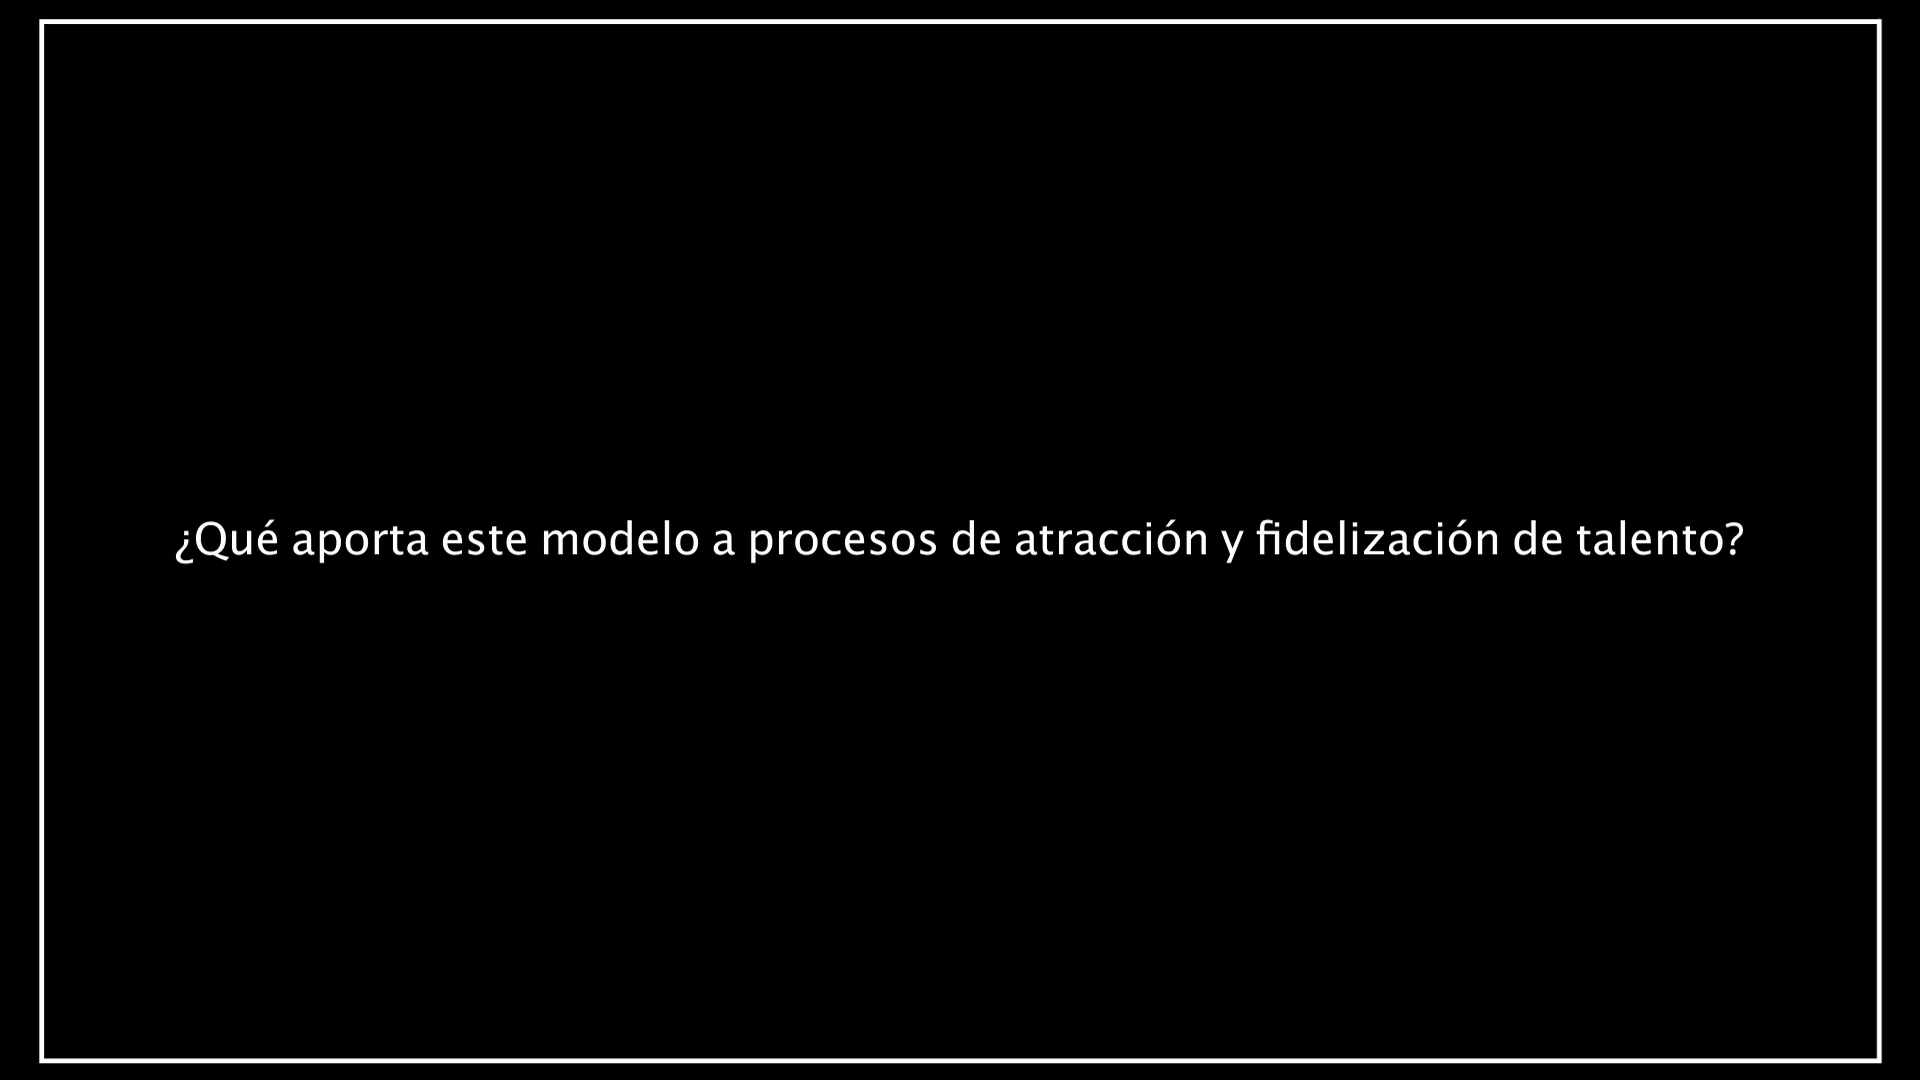 ¿Qué aporta este modelo a procesos de atracción y fidelización de talento?